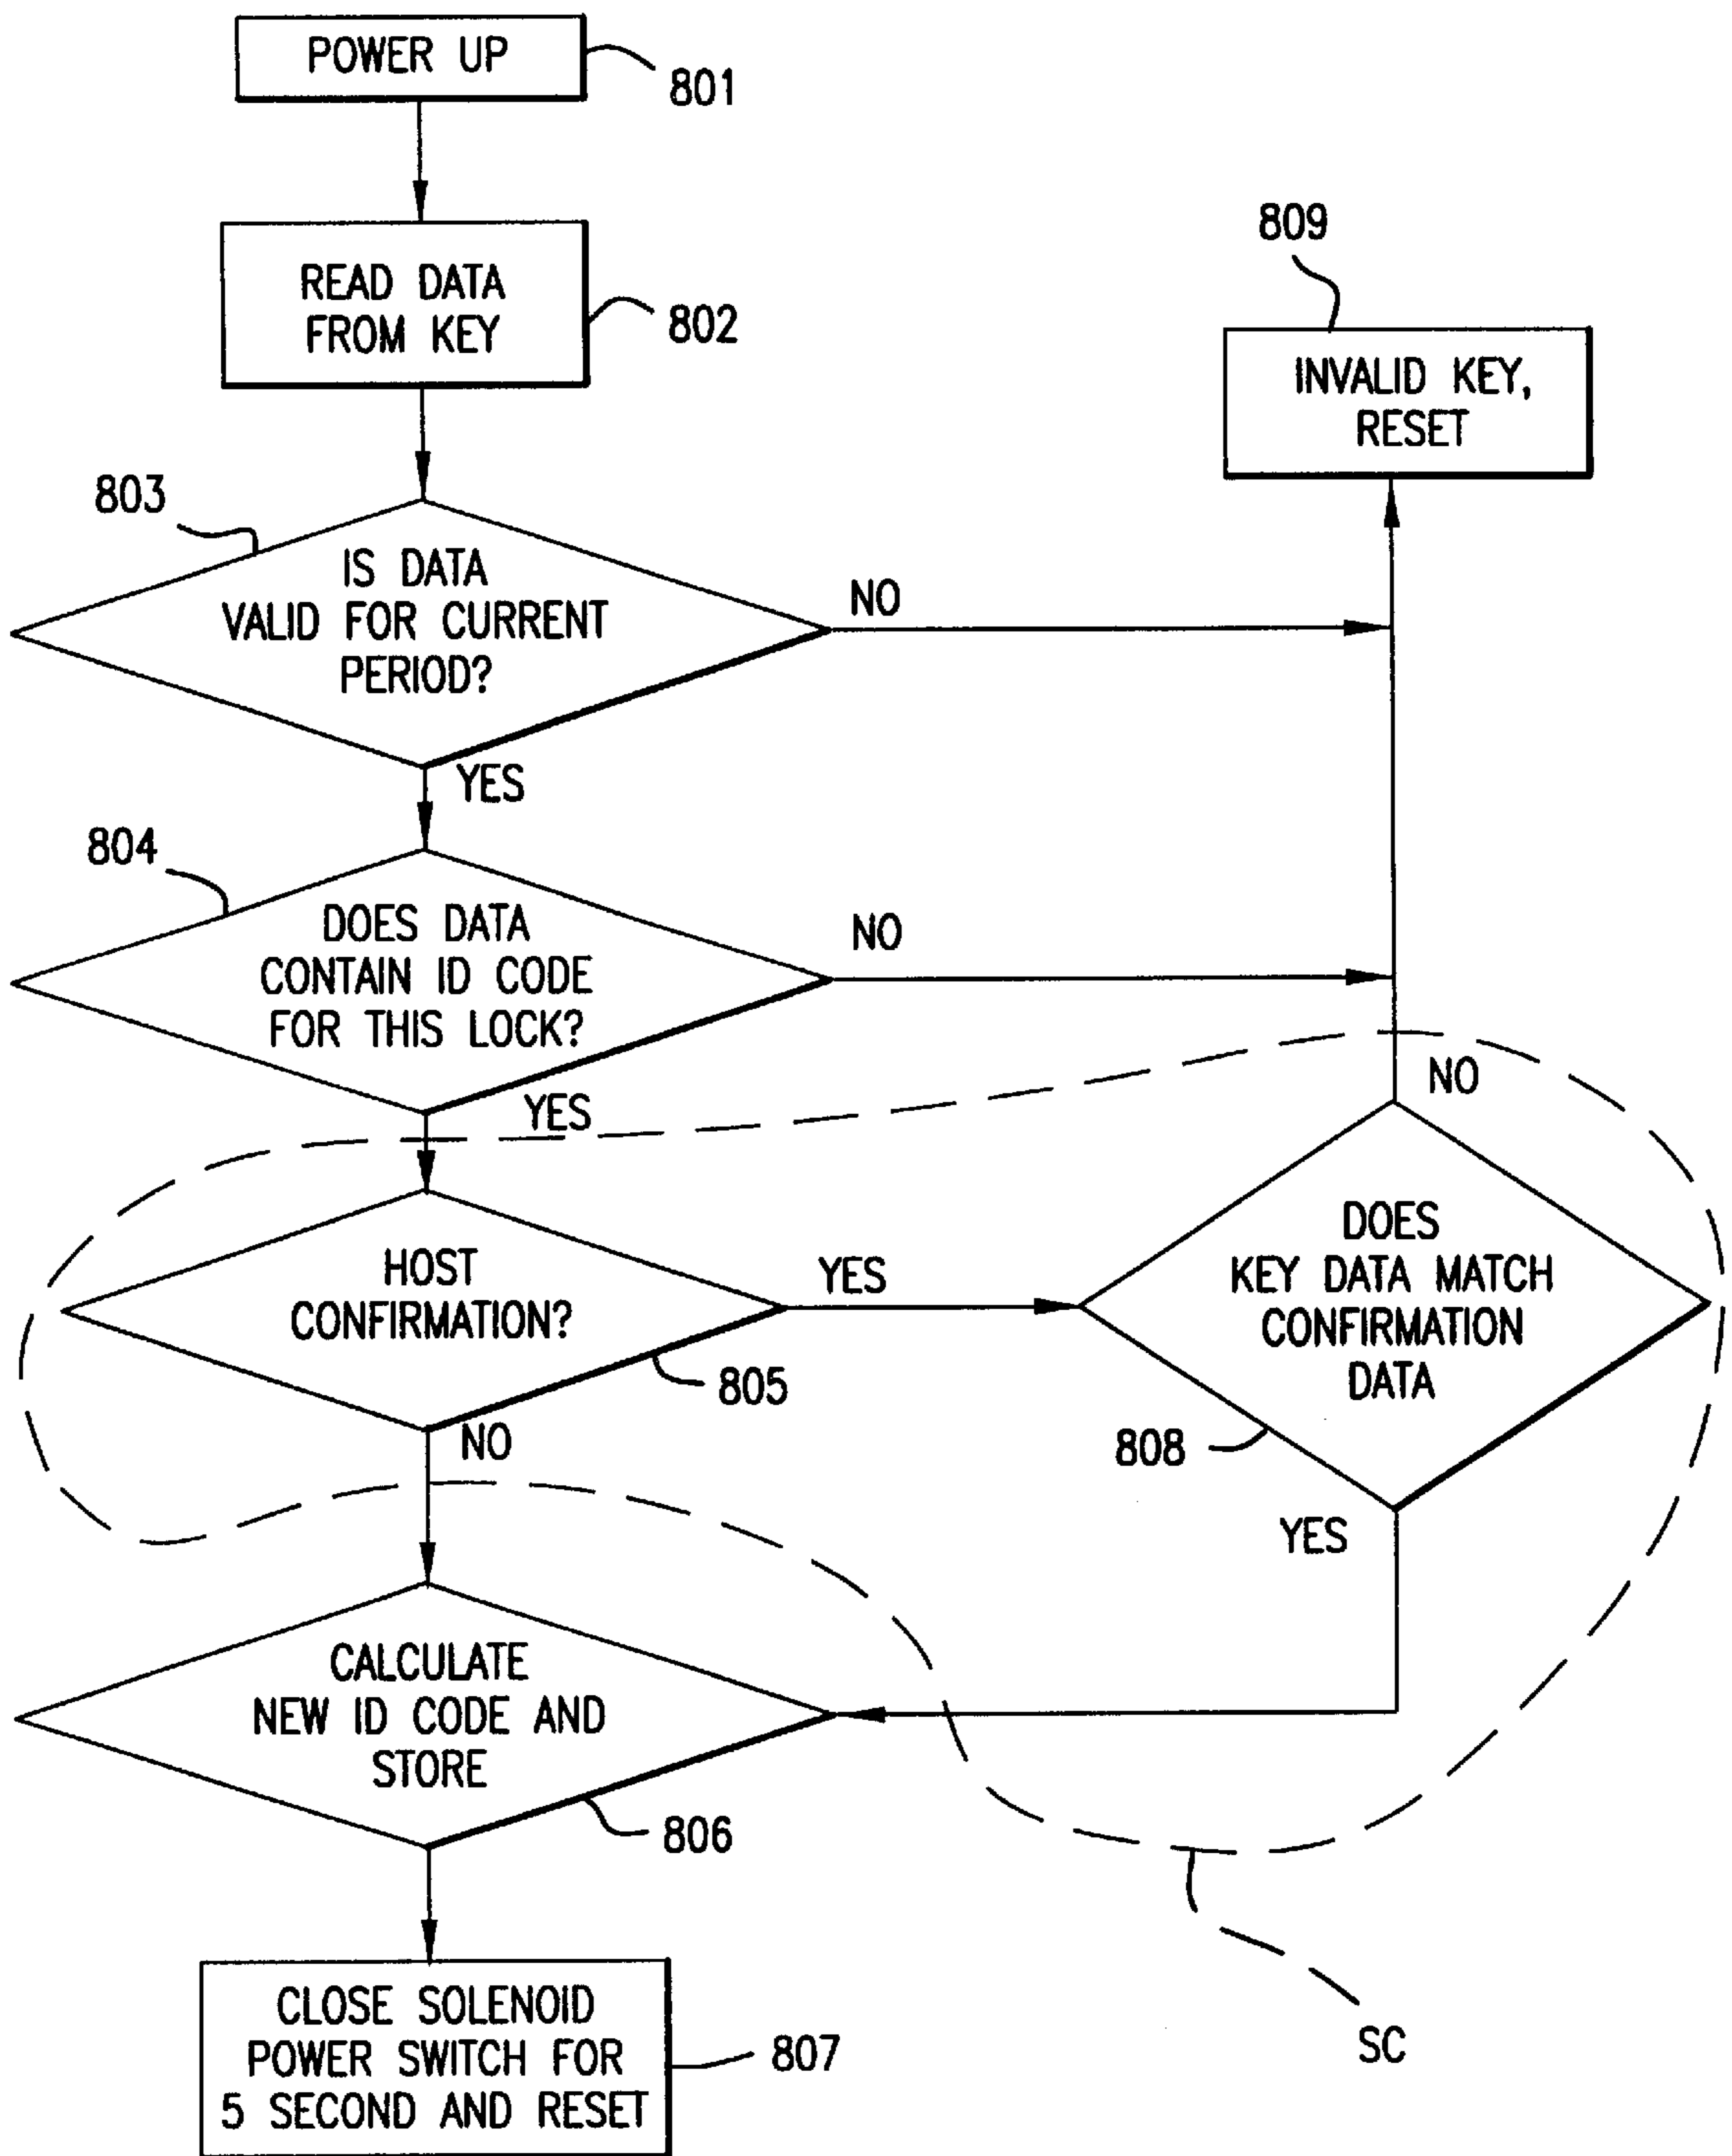 POWER UP
801
READ DATA
FROM KEY
802
809
INVALID KEY,
RESET
803
IS DATA
VALID FOR CURRENT
PERIOD?
NO
YES
804
DOES DATA
CONTAIN ID CODE
FOR THIS LOCK?
NO
YES
NO
HOST
CONFIRMATION?
YES
805
NO
DOES
KEY DATA MATCH
CONFIRMATION
DATA
808
YES
CALCULATE
NEW ID CODE AND
STORE
806
CLOSE SOLENOID
POWER SWITCH FOR
5 SECOND AND RESET
807
SC